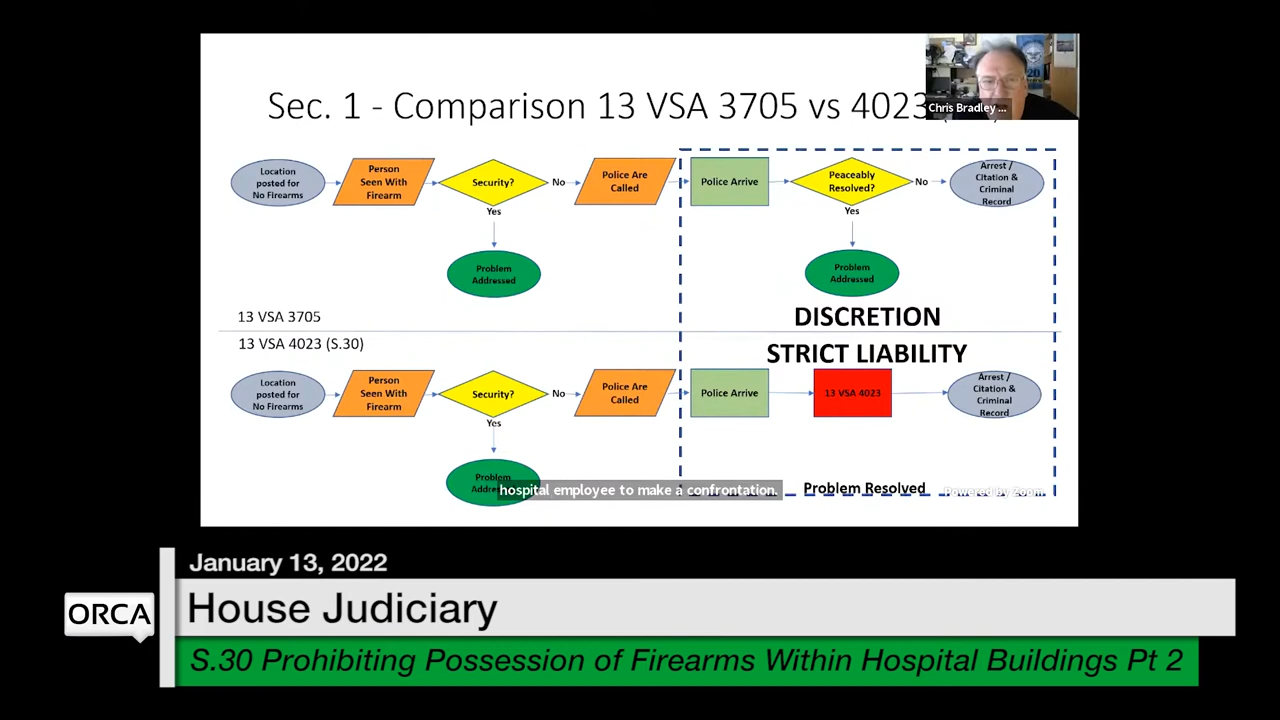 Sec. 1 - Comparison 13 VSA 3705 vs 4023
Chris Bradley ...
Location
posted for
No Firearms
Person
Seen With
Firearm
Security?
No
Police Are
Called
Police Arrive
Peaceably
Resolved?
No
Arrest /
Citation &
Criminal
Record
Yes
Yes
Problem
Addressed
Problem
Addressed
13 VSA 3705
DISCRETION
13 VSA 4023 (S.30)
STRICT LIABILITY
Location
posted for
No Firearms
Person
Seen With
Firearm
Security?
No
Police Are
Called
Police Arrive
13 VSA 4023
Arrest /
Citation &
Criminal
Record
Yes
Problem
hospital employee to make a confrontation.
Problem Resolved
Powered by Zoom
January 13, 2022
ORCA
House Judiciary
S.30 Prohibiting Possession of Firearms Within Hospital Buildings Pt 2